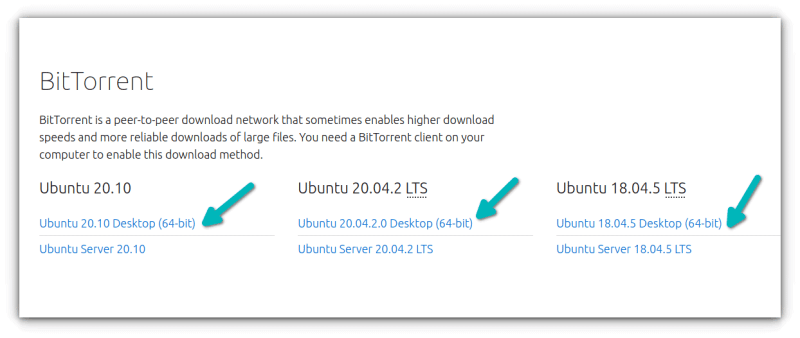 BitTorrent
BitTorrent is a peer-to-peer download network that sometimes enables higher download
speeds and more reliable downloads of large files. You need a BitTorrent client on your
computer to enable this download method.
Ubuntu 20.10
Ubuntu 20.10 Desktop (64-bit)
Ubuntu Server 20.10
Ubuntu 20.04.2 LTS
Ubuntu 20.04.2.0 Desktop (64-bit)
Ubuntu Server 20.04.2 LTS
Ubuntu 18.04.5 LTS
Ubuntu 18.04.5 Desktop (64-bit)
Ubuntu Server 18.04.5 LTS